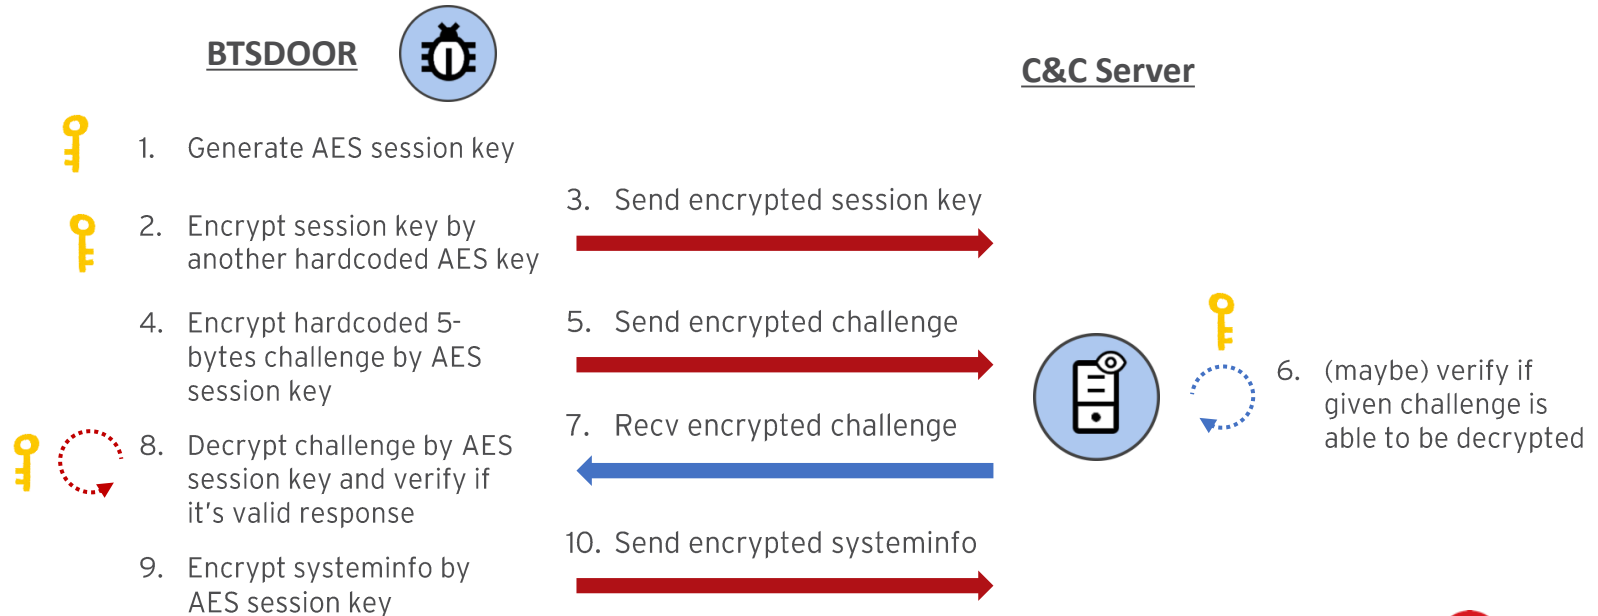 BTSDOOR
C&C Server
1. Generate AES session key
2. Encrypt session key by
another hardcoded AES key
3. Send encrypted session key
4. Encrypt hardcoded 5-
bytes challenge by AES
session key
5. Send encrypted challenge
6. (maybe) verify if
given challenge is
able to be decrypted
7. Recv encrypted challenge
8. Decrypt challenge by AES
session key and verify if
it's valid response
9. Encrypt systeminfo by
AES session key
10. Send encrypted systeminfo